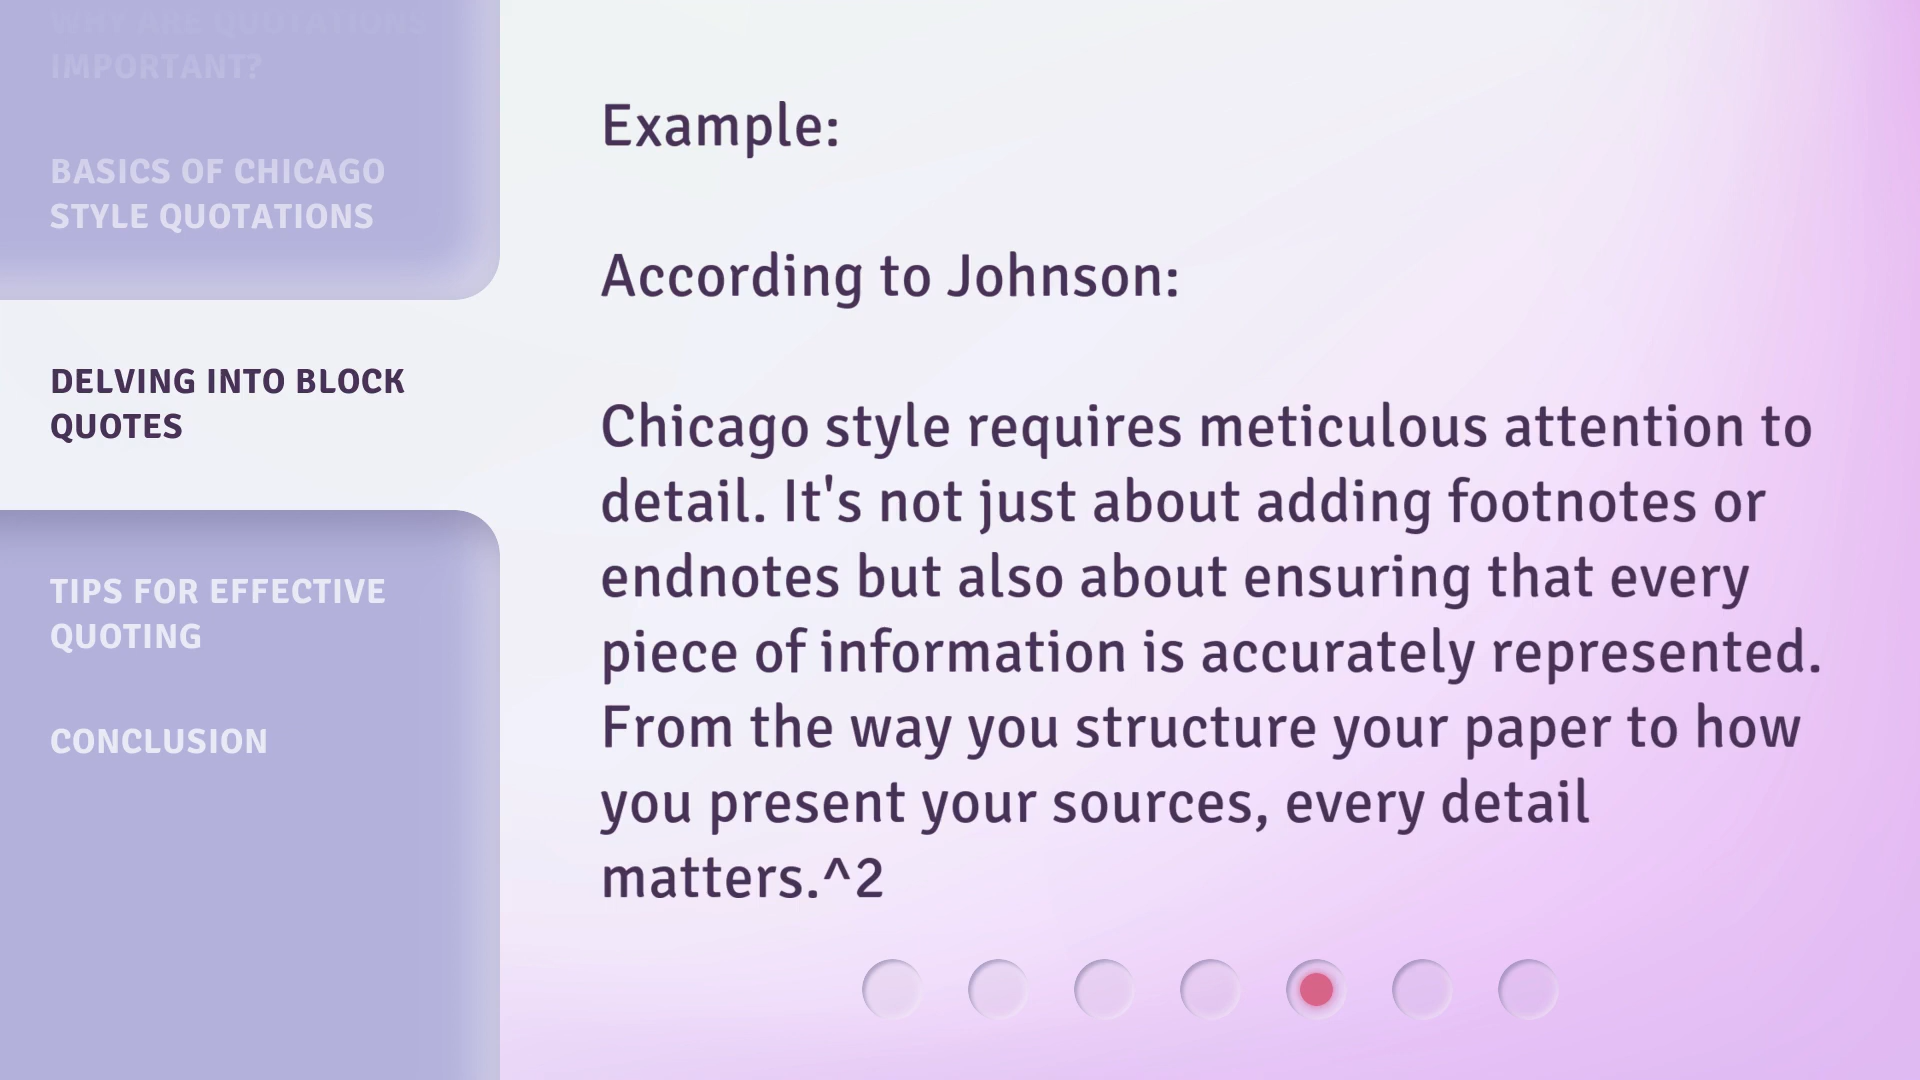 WHY ARE QUOTATIONS
IMPORTANT?
BASICS OF CHICAGO
STYLE QUOTATIONS
DELVING INTO BLOCK
QUOTES
TIPS FOR EFFECTIVE
QUOTING
CONCLUSION
Example:
According to Johnson:
Chicago style requires meticulous attention to
detail. It's not just about adding footnotes or
endnotes but also about ensuring that every
piece of information is accurately represented.
From the way you structure your paper to how
you present your sources, every detail
matters.^2